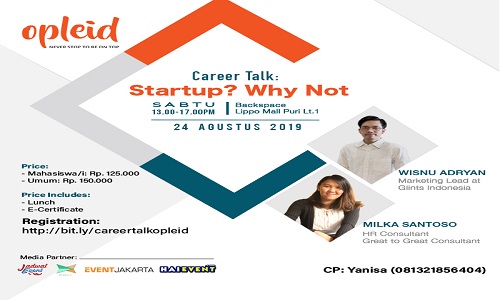 opleid
NEVER STOP TO BE ON TOP
Career Talk:
Startup? Why Not
SABTU
13.00-17.00PM
Backspace
Lippo Mall Puri Lt.1
24 AGUSTUS 2019
Price:
- Mahasiswa/i: Rp. 125.000
- Umum: Rp. 150.000
Price Includes:
- Lunch
- E-Certificate
Registration:
http://bit.ly/careertalkopleid
WISNU ADRYAN
Marketing Lead at
Glints Indonesia
MILKA SANTOSO
HR Consultant
Great to Great Consultant
Media Partner:
Jadwal
Event
EVENTJAKARTA
HAIEVENT
CP: Yanisa (081321856404)